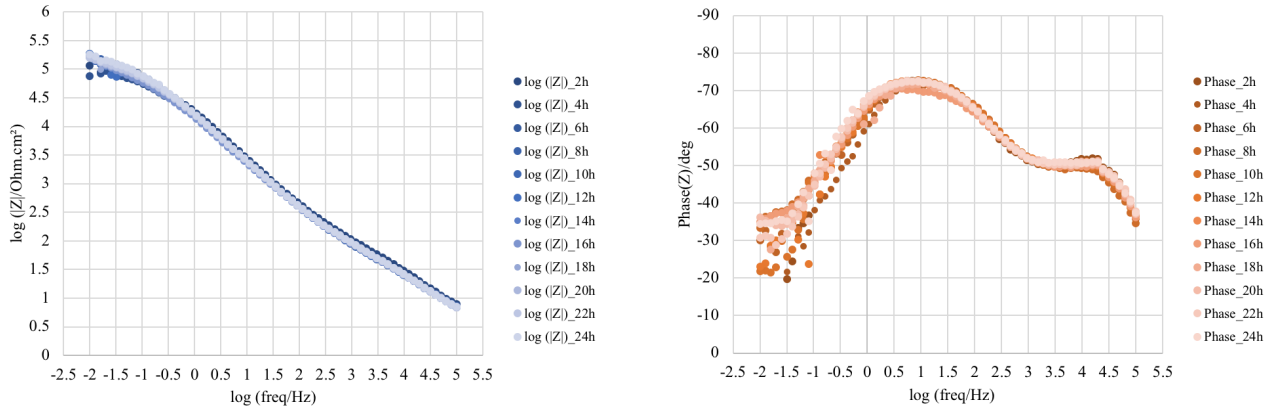 log (|Z|/Ohm.cm²)
6
5.5
5
4.5
4
3.5
3
2.5
2
1.5
1
0.5
0
-2.5 -2 -1.5 -1 -0.5 0 0.5 1 1.5 2 2.5 3 3.5 4 4.5 5 5.5
log (freq/Hz)
log (|Z|)_2h
log (|Z|)_4h
log (|Z|)_6h
log (|Z|)_8h
log (|Z|)_10h
log (|Z|)_12h
log (|Z|)_14h
log (|Z|)_16h
log (|Z|)_18h
log (|Z|)_20h
log (|Z|)_22h
log (|Z|)_24h
Phase(Z)/deg
-90
-80
-70
-60
-50
-40
-30
-20
-10
0
-2.5 -2 -1.5 -1 -0.5 0 0.5 1 1.5 2 2.5 3 3.5 4 4.5 5 5.5
log (freq/Hz)
Phase_2h
Phase_4h
Phase_6h
Phase_8h
Phase_10h
Phase_12h
Phase_14h
Phase_16h
Phase_18h
Phase_20h
Phase_22h
Phase_24h